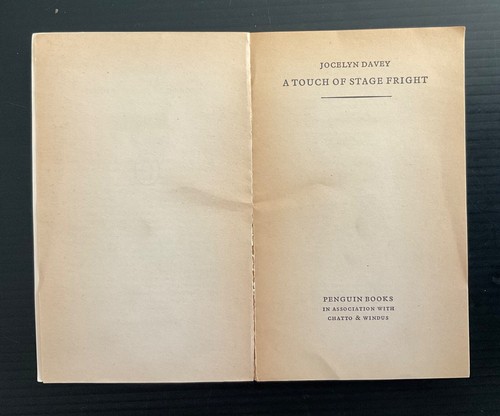 JOCELYN DAVEY
A TOUCH OF STAGE FRIGHT
PENGUIN BOOKS
IN ASSOCIATION WITH
CHATTO & WINDUS